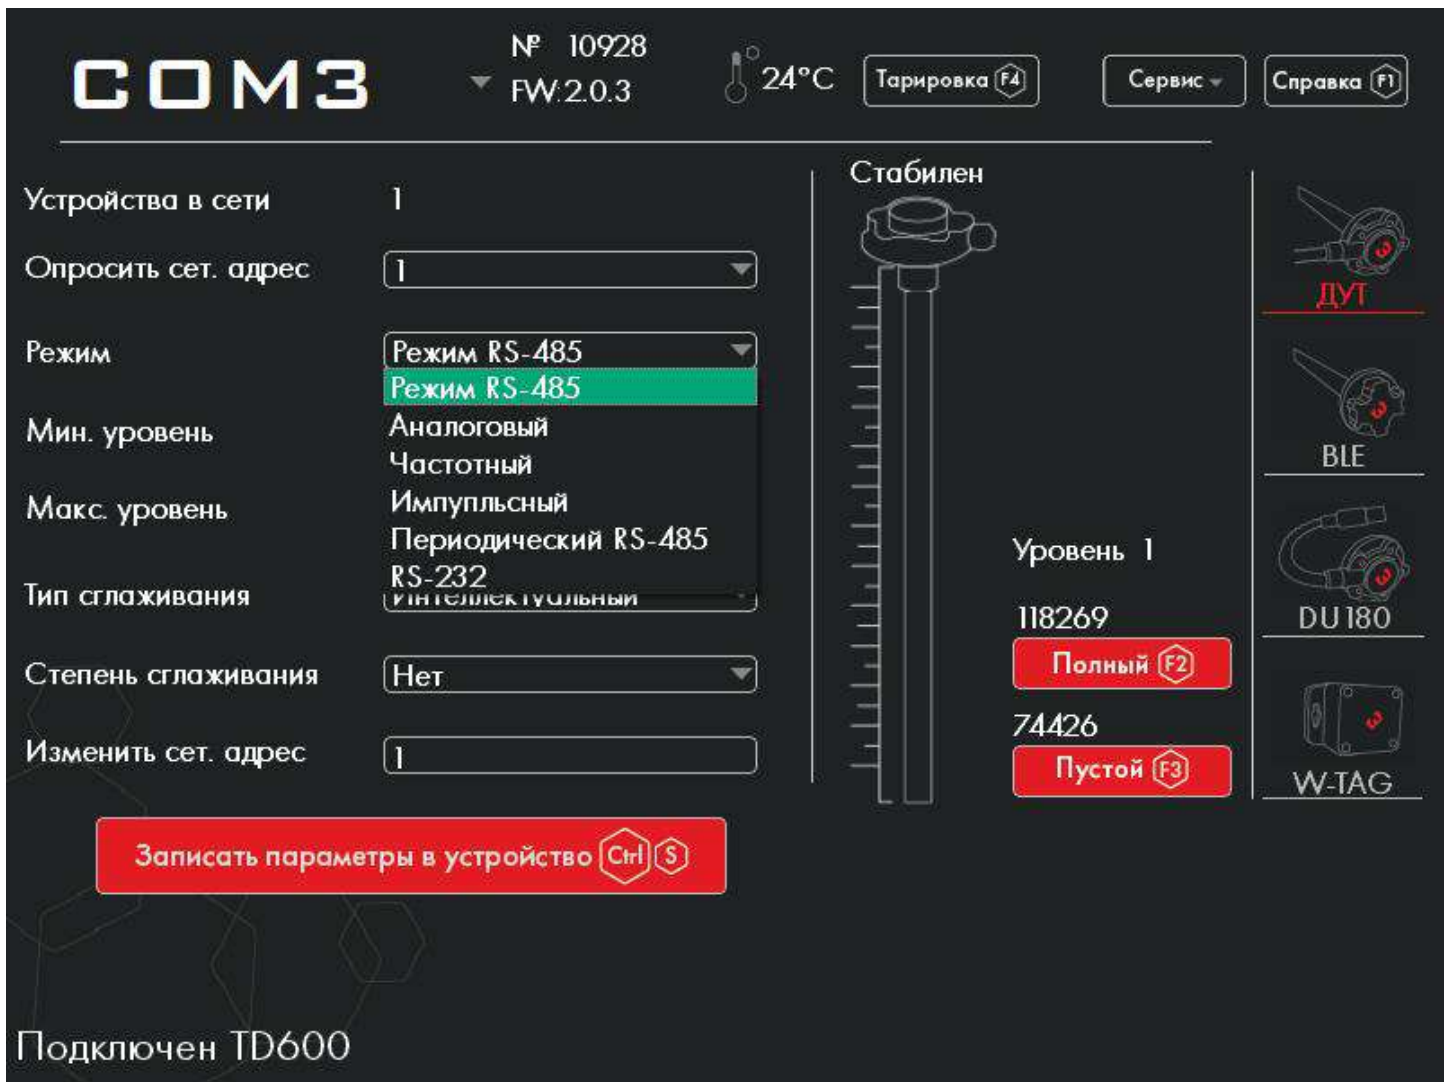 COM3
№ 10928
FW:2.0.3
24°C
Тарировка F4
Сервис
Справка F1
Устройства в сети 1
Опросить сет. адрес 1
Режим Режим RS-485
Режим RS-485
Аналоговый
Частотный
Импупльсный
Периодический RS-485
RS-232
Мин. уровень
Макс. уровень
Тип сглаживания Интеллектуальный
Степень сглаживания Нет
Изменить сет. адрес 1
Записать параметры в устройство Ctrl S
Стабилен
Уровень 1
118269
Полный F2
74426
Пустой F3
ДУТ
BLE
DU180
W-TAG
Подключен TD600